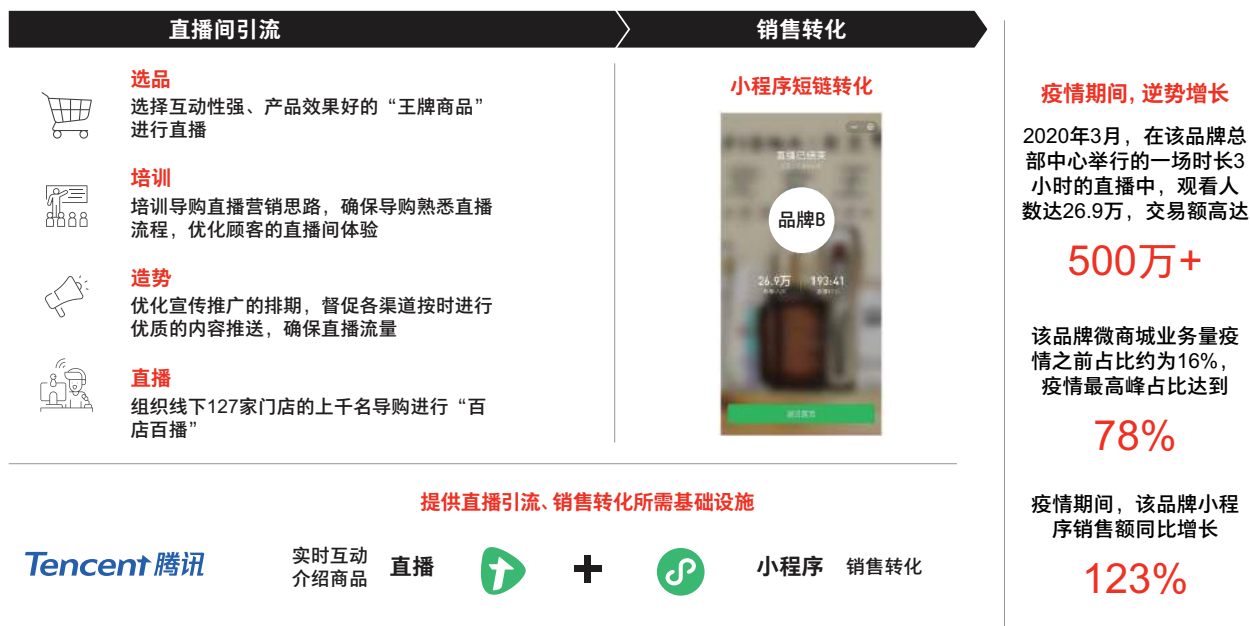 直播间引流
销售转化
选品
选择互动性强、产品效果好的“王牌商品”
进行直播
培训
培训导购直播营销思路，确保导购熟悉直播
流程，优化顾客的直播间体验
造势
优化宣传推广的排期，督促各渠道按时进行
优质的内容推送，确保直播流量
直播
组织线下127家门店的上千名导购进行“百
店百播”
小程序短链转化
直播已结束
品牌B
26.9万 193:41
疫情期间, 逆势增长
2020年3月，在该品牌总
部中心举行的一场时长3
小时的直播中，观看人
数达26.9万，交易额高达
500万+
该品牌微商城业务量疫
情之前占比约为16%，
疫情最高峰占比达到
78%
疫情期间，该品牌小程
序销售额同比增长
123%
提供直播引流、销售转化所需基础设施
Tencent 腾讯
实时互动
介绍商品
直播
+
小程序
销售转化